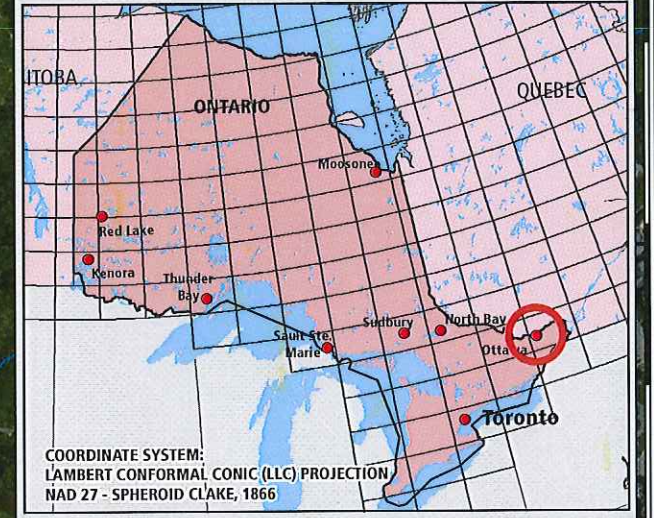 ITOBA
ONTARIO
QUEBEC
Moosonee
Red Lake
Kenora
Thunder
Bay
Sault Ste.
Marie
Sudbury
North Bay
Ottawa
Toronto
COORDINATE SYSTEM:
LAMBERT CONFORMAL CONIC (LLC) PROJECTION
NAD 27 - SPHEROID CLAKE, 1866